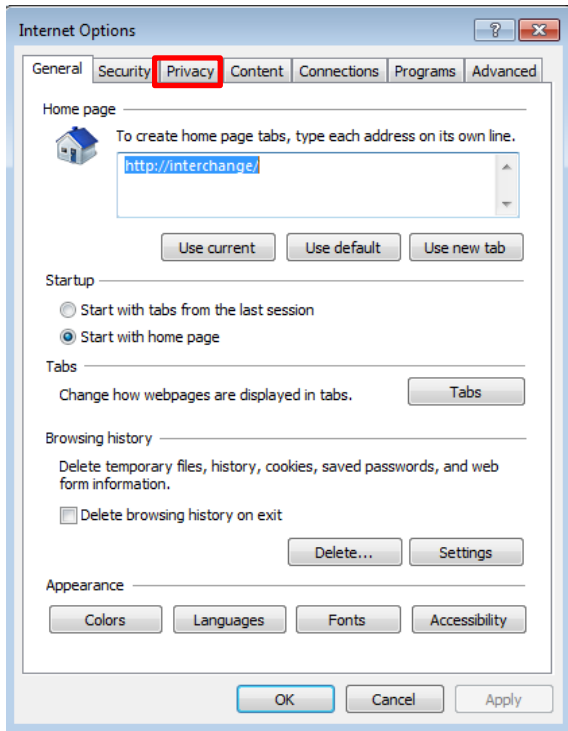 Internet Options
General Security Privacy Content Connections Programs Advanced
Home page
To create home page tabs, type each address on its own line.
http://interchange/
Use current Use default Use new tab
Startup
Start with tabs from the last session
Start with home page
Tabs
Change how webpages are displayed in tabs. Tabs
Browsing history
Delete temporary files, history, cookies, saved passwords, and web
form information.
Delete browsing history on exit
Delete... Settings
Appearance
Colors Languages Fonts Accessibility
OK Cancel Apply